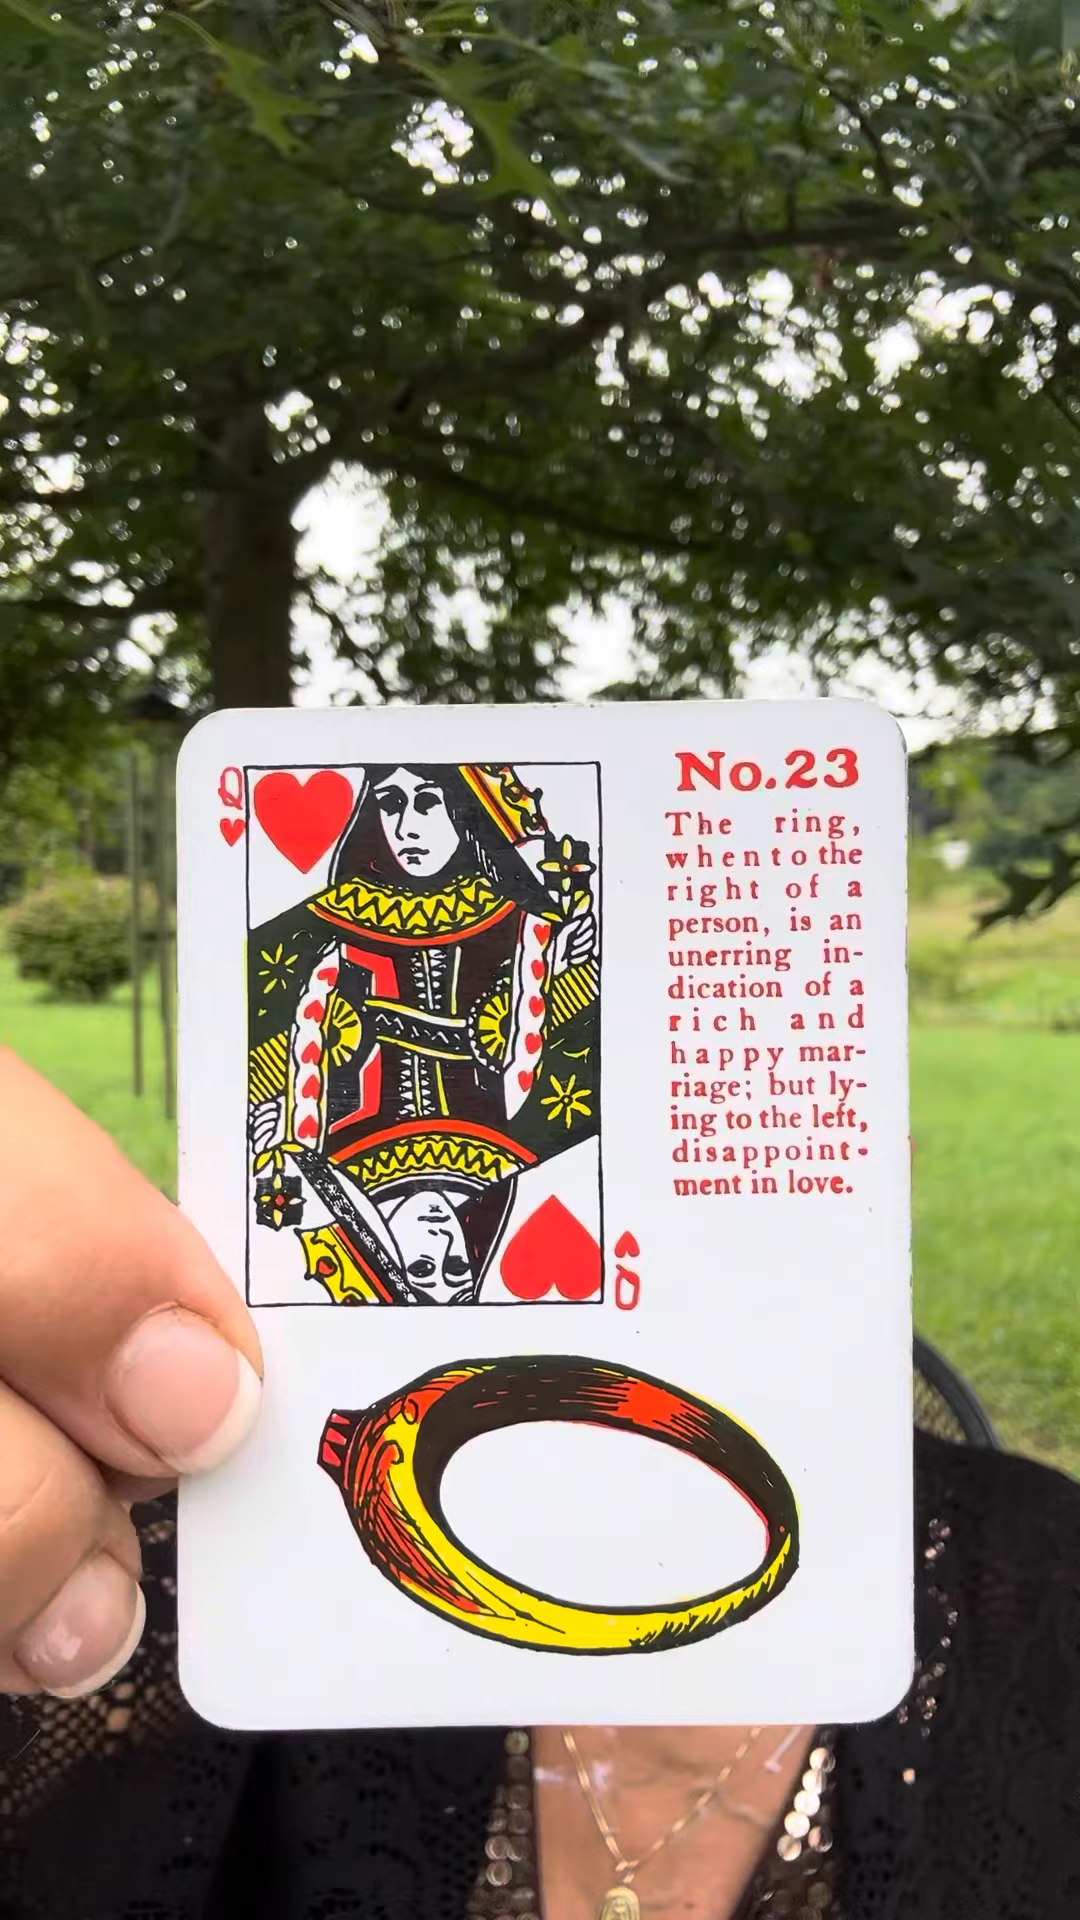 Q
No.23
The ring,
when to the
right of a
person, is an
unerring in-
dication of a
rich and
happy mar-
riage; but ly-
ing to the left,
disappoint-
ment in love.
Q